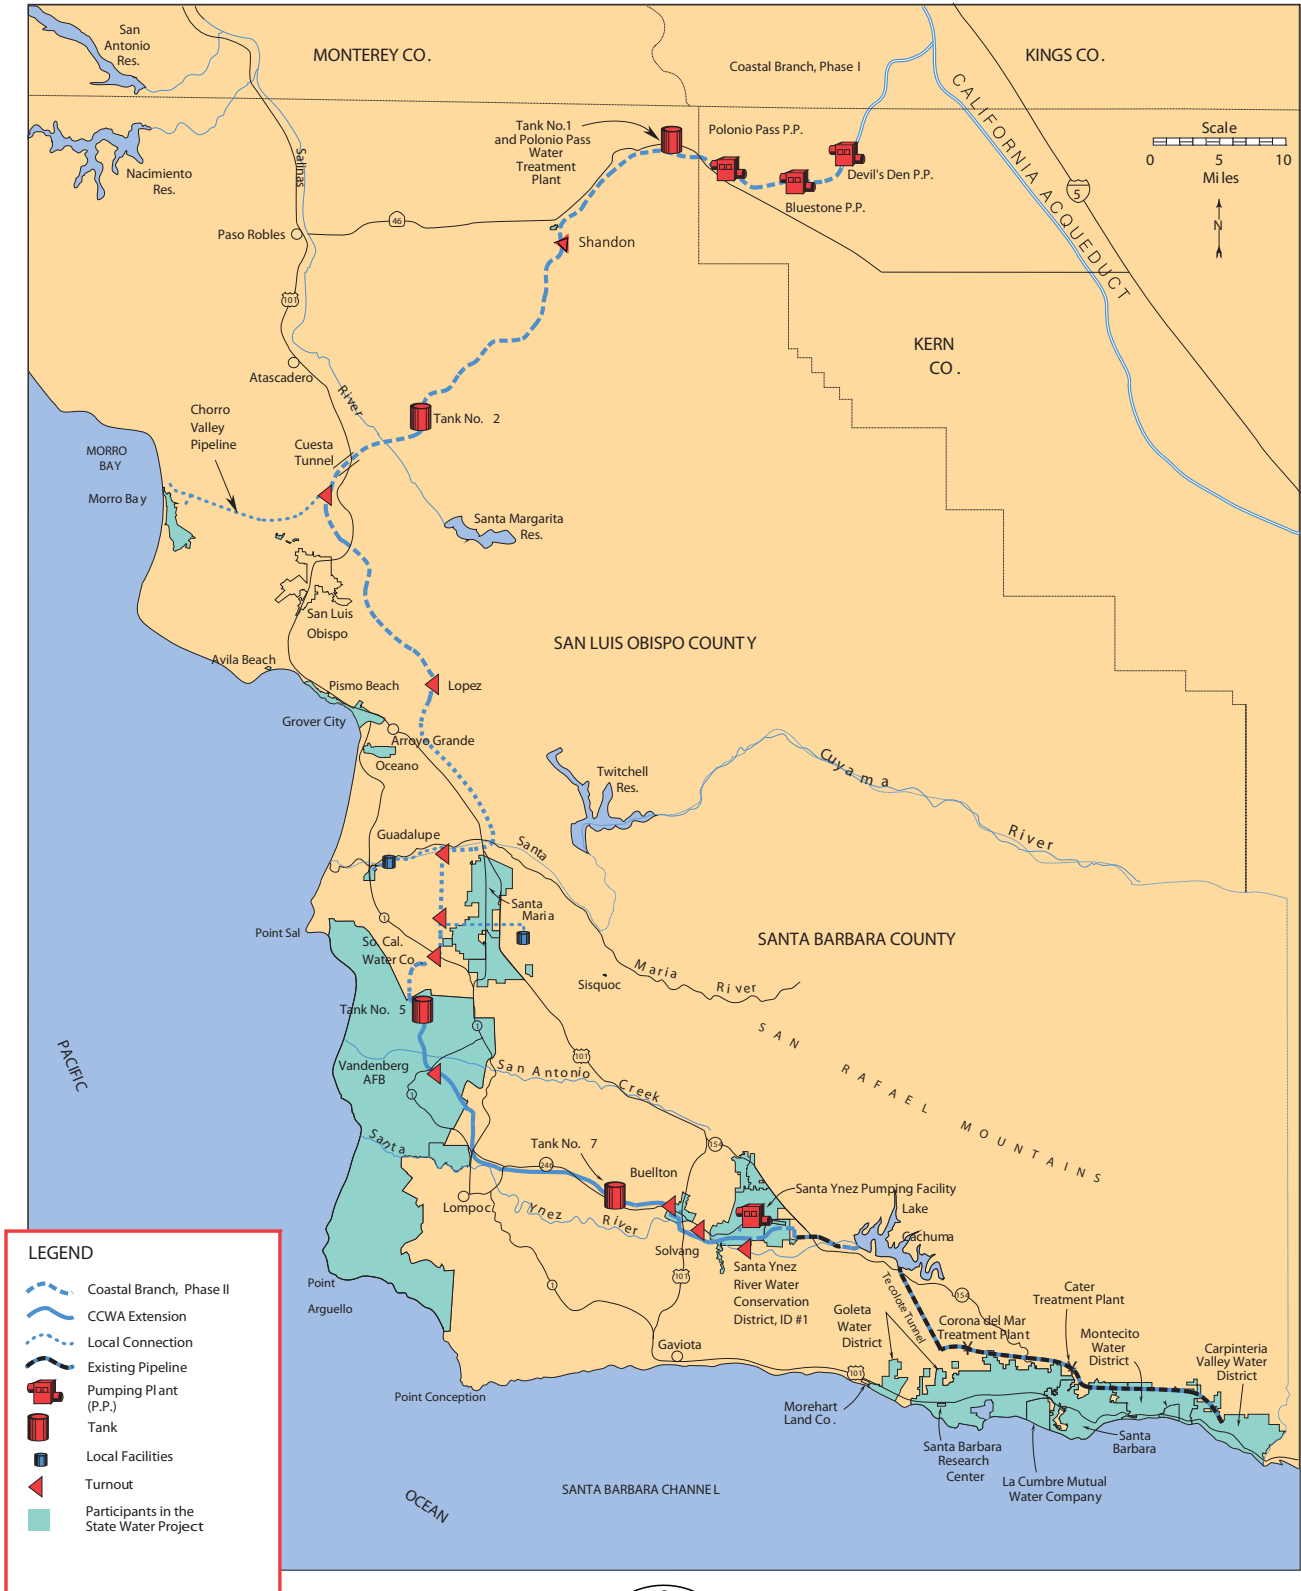 San
Antonio
Res.
MONTEREY CO.
Coastal Branch, Phase I
KINGS CO.
CALIFORNIA ACQUEDUCT
Scale
0 5 10
Miles
N
5
Tank No.1
and Polonio Pass
Water
Treatment
Plant
Polonio Pass P.P.
Devil's Den P.P.
Bluestone P.P.
Nacimiento
Res.
Salinas
Paso Robles
46
Shandon
101
KERN
CO.
Atascadero
River
Chorro
Valley
Pipeline
Tank No. 2
Cuesta
Tunnel
MORRO
BAY
Morro Bay
Santa Margarita
Res.
San Luis
Obispo
SAN LUIS OBISPO COUNTY
Avila Beach
Pismo Beach
Lopez
Grover City
Arroyo Grande
Oceano
Twitchell
Res.
Cuyama
River
Guadalupe
Santa
Santa
Maria
1
Point Sal
So. Cal.
Water Co.
SANTA BARBARA COUNTY
Maria
River
Sisquoc
Tank No. 5
1
SAN RAFAEL MOUNTAINS
PACIFIC
Vandenberg
AFB
101
San Antonio
Creek
1
Santa
Tank No. 7
154
246
Buellton
Santa Ynez Pumping Facility
Lompoc
Ynez
River
Lake
Cachuma
Solvang
Santa Ynez
River Water
Conservation
District, ID #1
101
Tecolote Tunnel
154
Point
Arguello
1
Goleta
Water
District
Corona del Mar
Treatment Plant
Cater
Treatment Plant
Montecito
Water
District
Carpinteria
Valley Water
District
Gaviota
101
Point Conception
Morehart
Land Co.
Santa Barbara
Research
Center
La Cumbre Mutual
Water Company
Santa
Barbara
SANTA BARBARA CHANNEL
OCEAN
LEGEND
Coastal Branch, Phase II
CCWA Extension
Local Connection
Existing Pipeline
Pumping Plant
(P.P.)
Tank
Local Facilities
Turnout
Participants in the
State Water Project